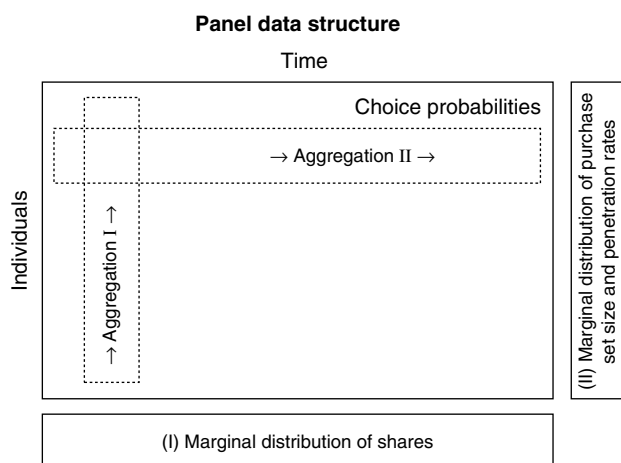 Panel data structure
Time
Choice probabilities
→ Aggregation II →
→ Aggregation I →
Individuals
(II) Marginal distribution of purchase
set size and penetration rates
(I) Marginal distribution of shares